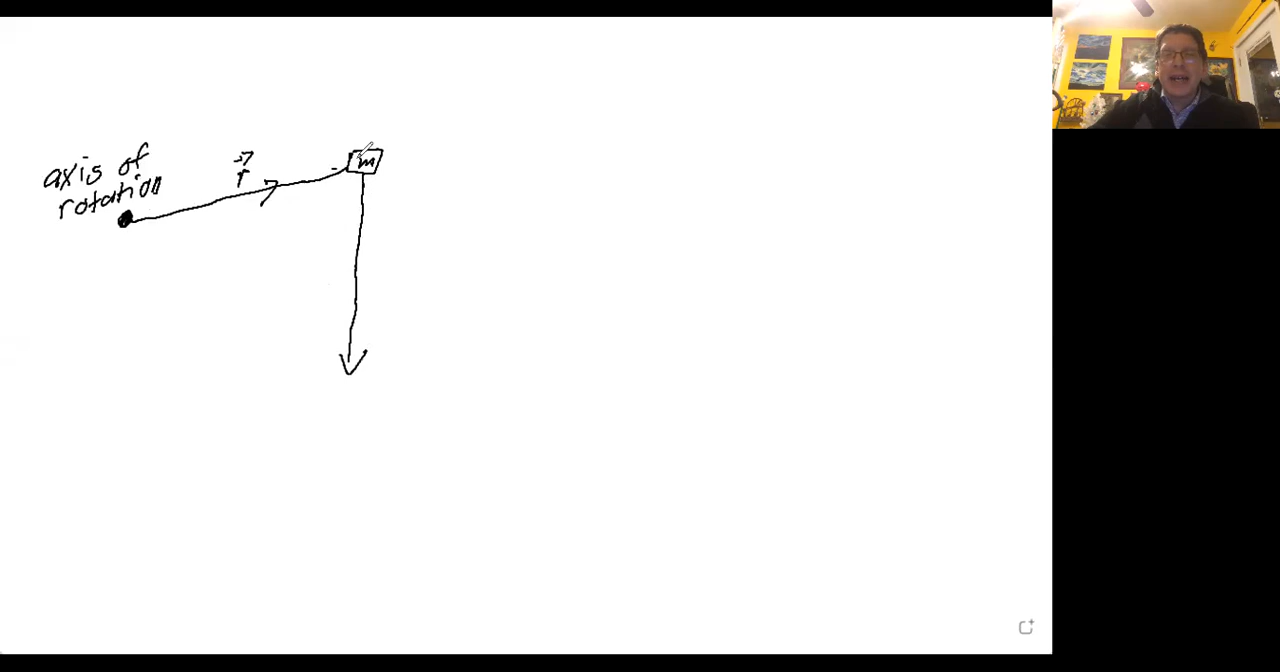 axis of
rotation
r
m